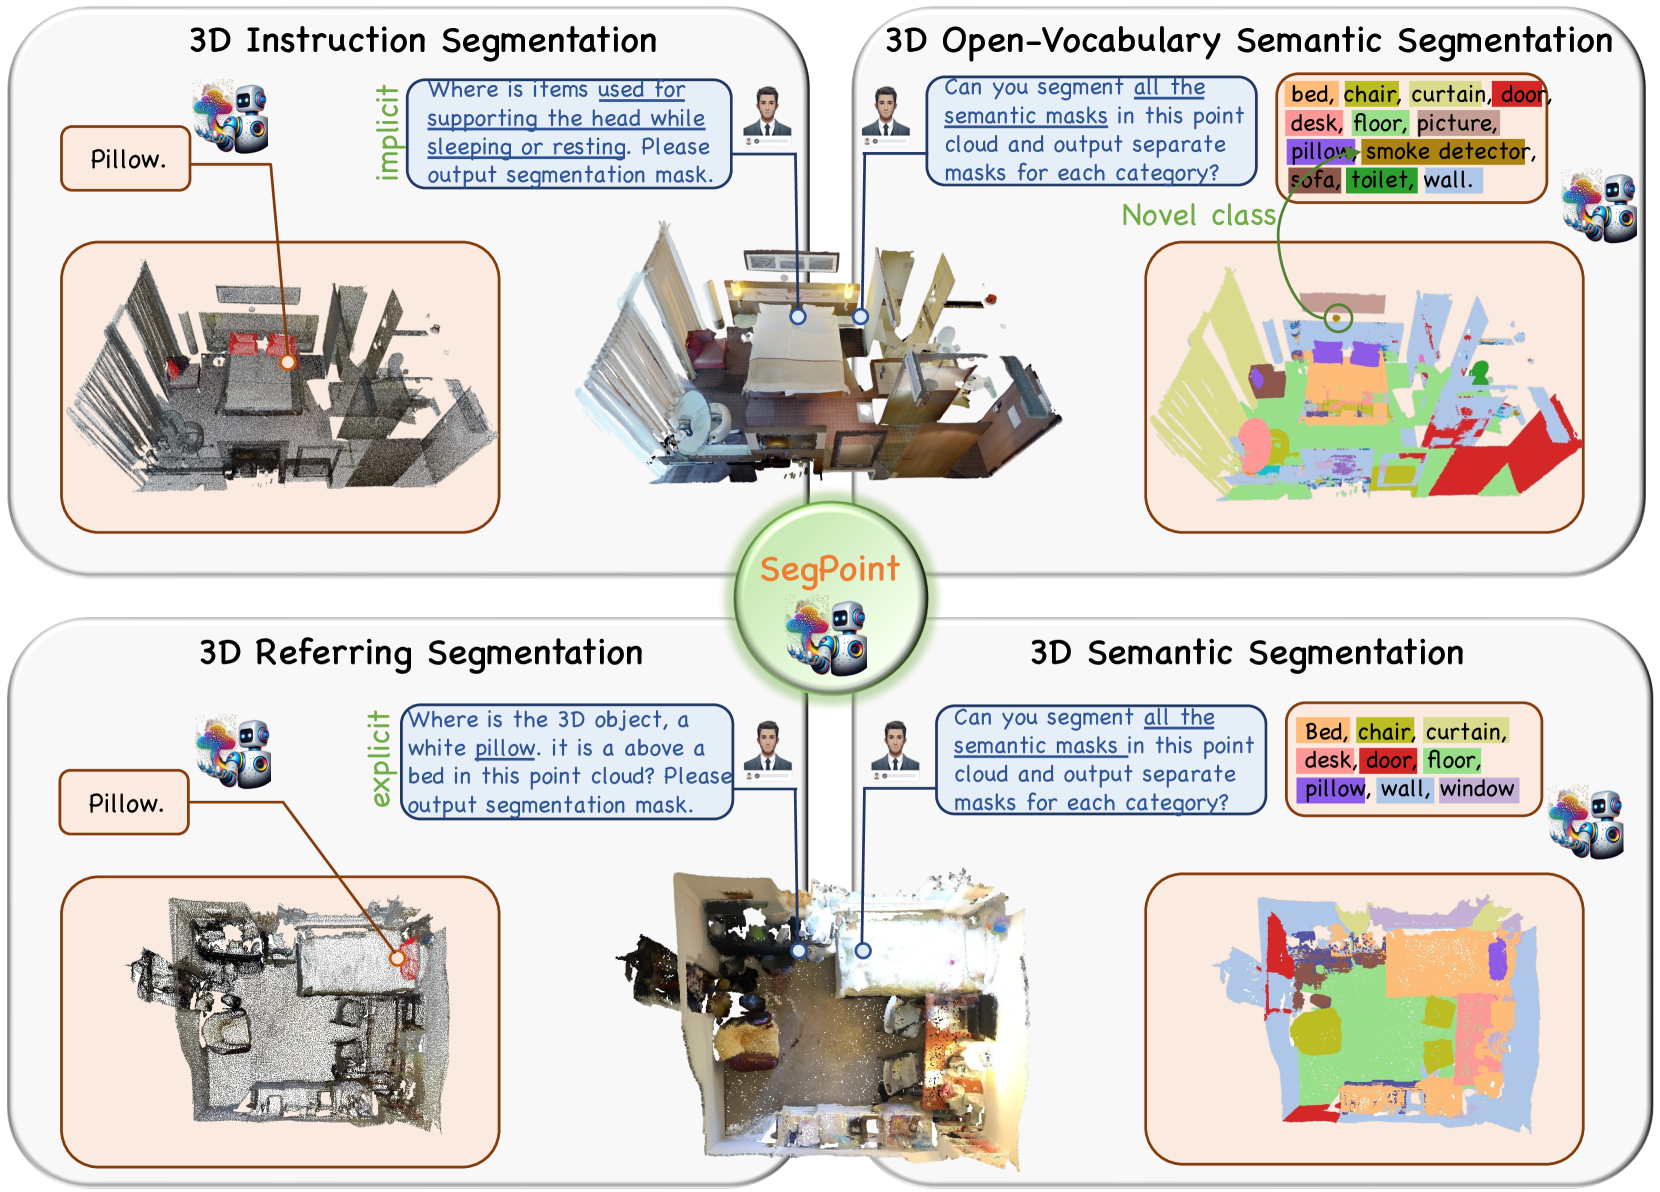 3D Instruction Segmentation
implicit
Where is items used for
supporting the head while
sleeping or resting. Please
output segmentation mask.
Pillow.
3D Open-Vocabulary Semantic Segmentation
Can you segment all the
semantic masks in this point
cloud and output separate
masks for each category?
bed, chair, curtain, door,
desk, floor, picture,
pillow, smoke detector,
sofa, toilet, wall.
Novel class
SegPoint
3D Referring Segmentation
explicit
Where is the 3D object, a
white pillow. it is a above a
bed in this point cloud? Please
output segmentation mask.
Pillow.
3D Semantic Segmentation
Can you segment all the
semantic masks in this point
cloud and output separate
masks for each category?
Bed, chair, curtain,
desk, door, floor,
pillow, wall, window